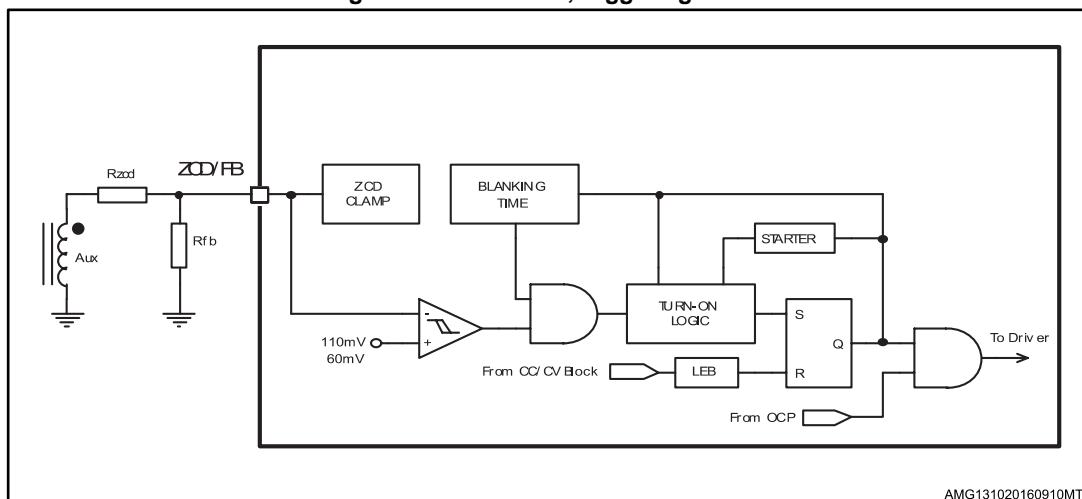 ZCD/FB
Rzcd
Rfb
Aux
ZCD
CLAMP
BLANKING
TIME
STARTER
TURN-ON
LOGIC
110mV
60mV
-
+
S
Q
R
From CC/CV Block
LEB
From OCP
To Driver
AMG131020160910MT